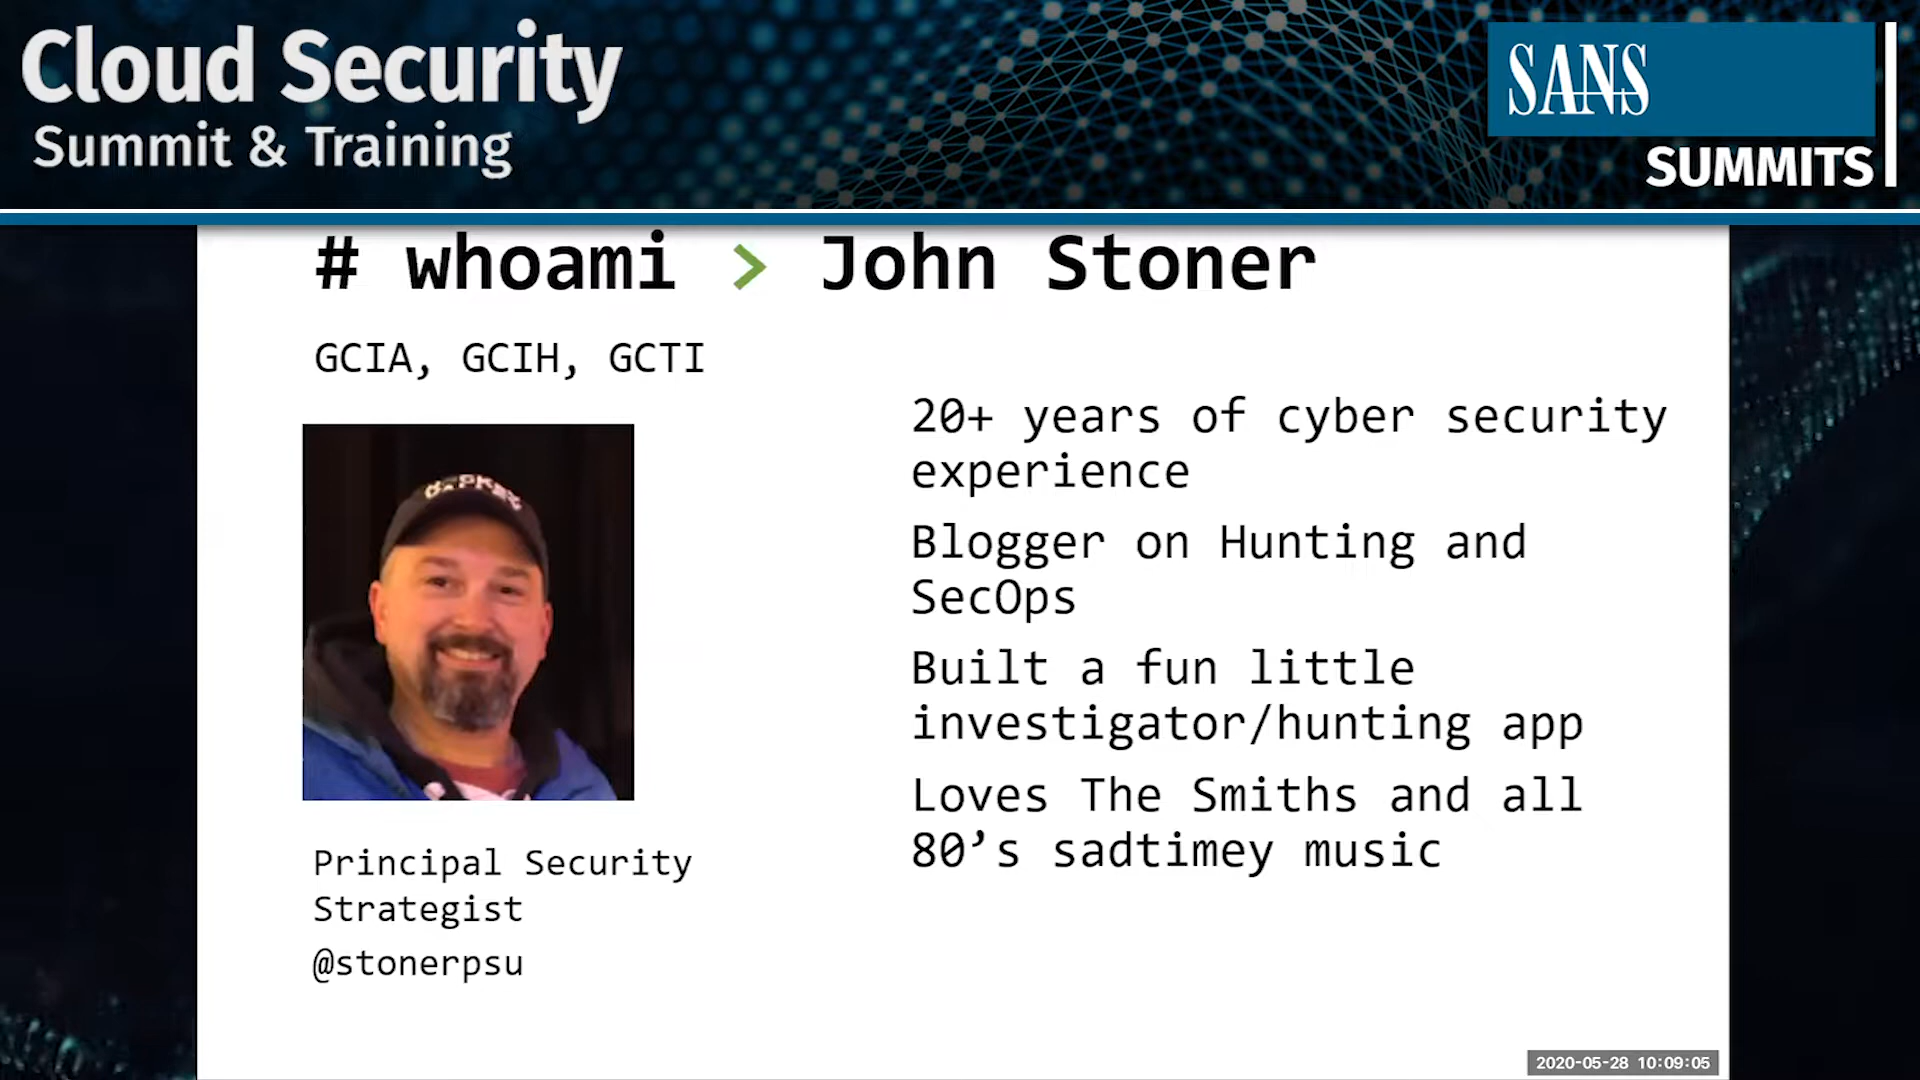 Cloud Security
Summit & Training
SANS
SUMMITS
# whoami > John Stoner
GCIA, GCIH, GCTI
20+ years of cyber security
experience
Blogger on Hunting and
SecOps
Built a fun little
investigator/hunting app
Loves The Smiths and all
80’s sadtimey music
Principal Security
Strategist
@stonerpsu
2020-05-28 10:09:05